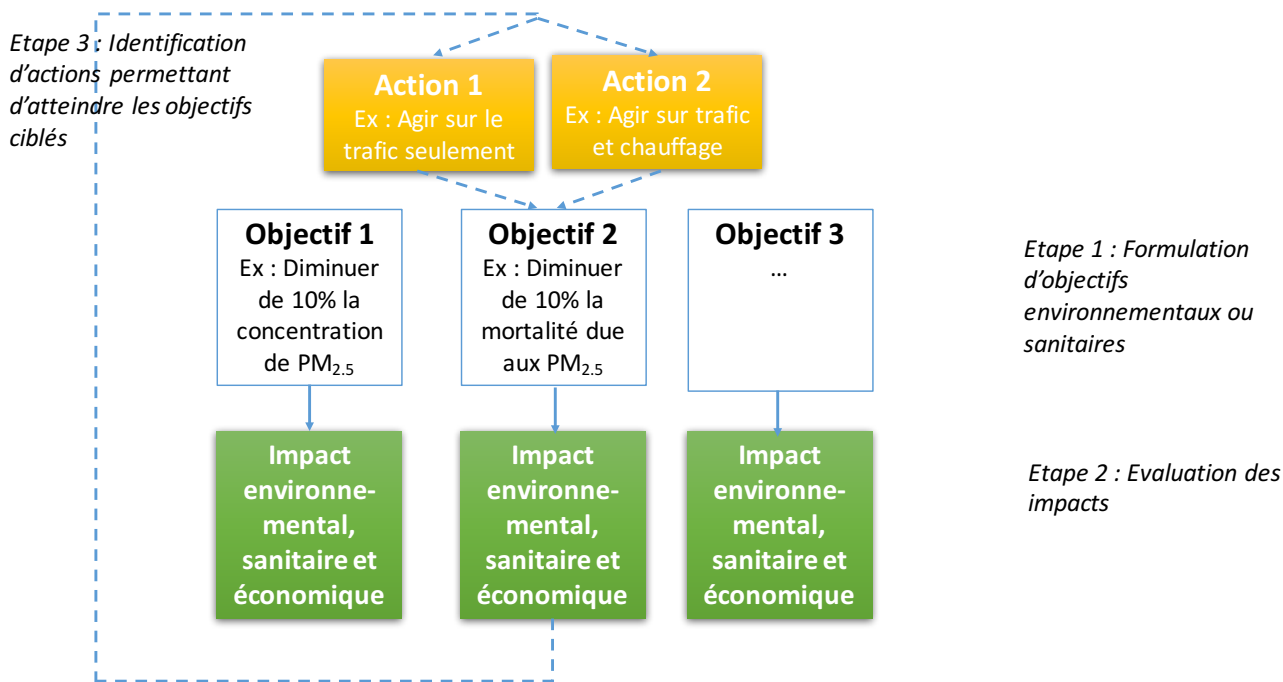 Etape 3 : Identification
d’actions permettant
d’atteindre les objectifs
ciblés
Action 1
Ex : Agir sur le
trafic seulement
Action 2
Ex : Agir sur trafic
et chauffage
Objectif 1
Ex : Diminuer
de 10% la
concentration
de PM2.5
Objectif 2
Ex : Diminuer
de 10% la
mortalité due
aux PM2.5
Objectif 3
…
Etape 1 : Formulation
d’objectifs
environnementaux ou
sanitaires
Impact
environne-
mental,
sanitaire et
économique
Impact
environne-
mental,
sanitaire et
économique
Impact
environne-
mental,
sanitaire et
économique
Etape 2 : Evaluation des
impacts